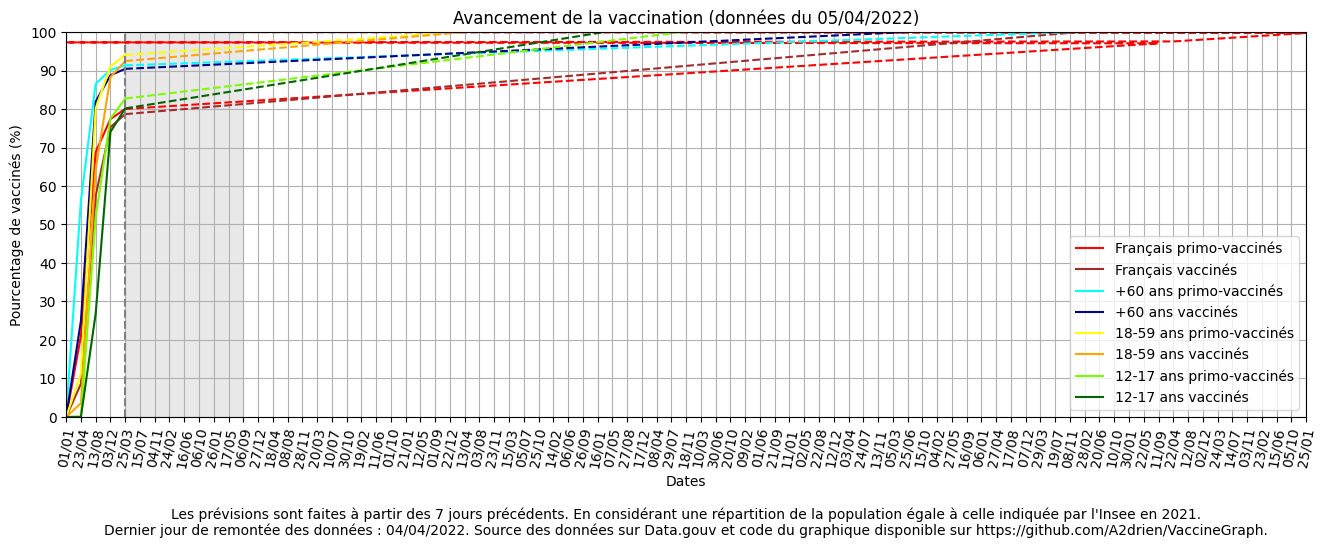 Avancement de la vaccination (données du 05/04/2022)
Pourcentage de vaccinés (%)
100
90
80
70
60
50
40
30
20
10
0
Français primo-vaccinés
Français vaccinés
+60 ans primo-vaccinés
+60 ans vaccinés
18-59 ans primo-vaccinés
18-59 ans vaccinés
12-17 ans primo-vaccinés
12-17 ans vaccinés
01/01 23/04 13/08 03/12 25/03 15/07 04/11 24/02 16/06 06/10 26/01 17/05 06/09 27/12 18/04 08/08 28/11 20/03 10/07 30/10 19/02 11/06 01/10 21/01 12/05 01/09 22/12 13/04 03/08 23/11 15/03 05/07 25/10 14/02 06/06 26/09 16/01 07/05 27/08 17/12 08/04 29/07 18/11 10/03 30/06 20/10 09/02 01/06 21/09 11/01 02/05 22/08 12/12 03/04 24/07 13/11 05/03 25/06 15/10 04/02 27/05 16/09 06/01 27/04 17/08 07/12 29/03 19/07 08/11 28/02 20/06 10/10 30/01 22/05 11/09 22/04 12/08 02/12 24/03 14/07 03/11 23/02 15/06 05/10 25/01
Dates
Les prévisions sont faites à partir des 7 jours précédents. En considérant une répartition de la population égale à celle indiquée par l'Insee en 2021.
Dernier jour de remontée des données : 04/04/2022. Source des données sur Data.gouv et code du graphique disponible sur https://github.com/A2drien/VaccineGraph.